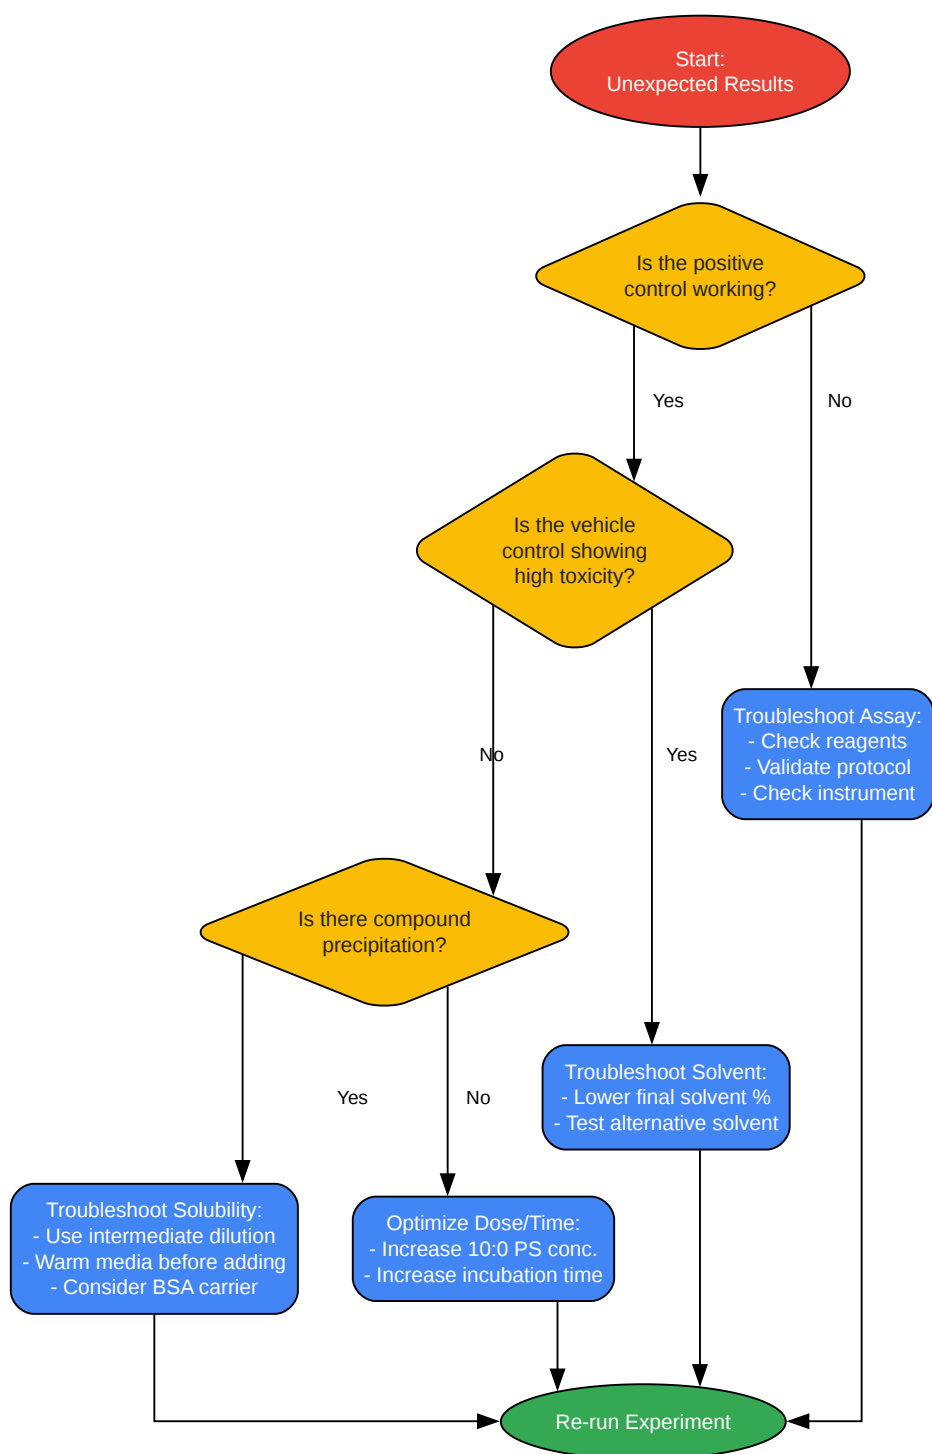 Start:
Unexpected Results
Is the positive
control working?
Yes
No
Is the vehicle
control showing
high toxicity?
No
Yes
Troubleshoot Assay:
- Check reagents
- Validate protocol
- Check instrument
Is there compound
precipitation?
Yes
No
Troubleshoot Solvent:
- Lower final solvent %
- Test alternative solvent
Troubleshoot Solubility:
- Use intermediate dilution
- Warm media before adding
- Consider BSA carrier
Optimize Dose/Time:
- Increase 10:0 PS conc.
- Increase incubation time
Re-run Experiment